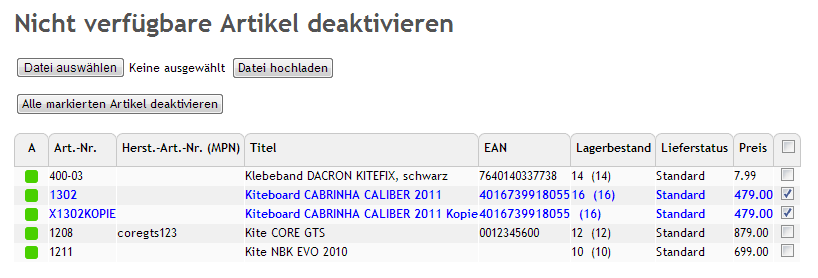 Nicht verfügbare Artikel deaktivieren
Datei auswählen Keine ausgewählt Datei hochladen
Alle markierten Artikel deaktivieren
A Art.-Nr. Herst.-Art.-Nr. (MPN) Titel EAN Lagerbestand Lieferstatus Preis
400-03 Klebeband DACRON KITEFIX, schwarz 7640140337738 14 (14) Standard 7.99
1302 Kiteboard CABRINHA CALIBER 2011 4016739918055 16 (16) Standard 479.00
X1302KOPIE Kiteboard CABRINHA CALIBER 2011 Kopie 4016739918055 (16) Standard 479.00
1208 coregts123 Kite CORE GTS 0012345600 12 (12) Standard 879.00
1211 Kite NBK EVO 2010 10 (10) Standard 699.00